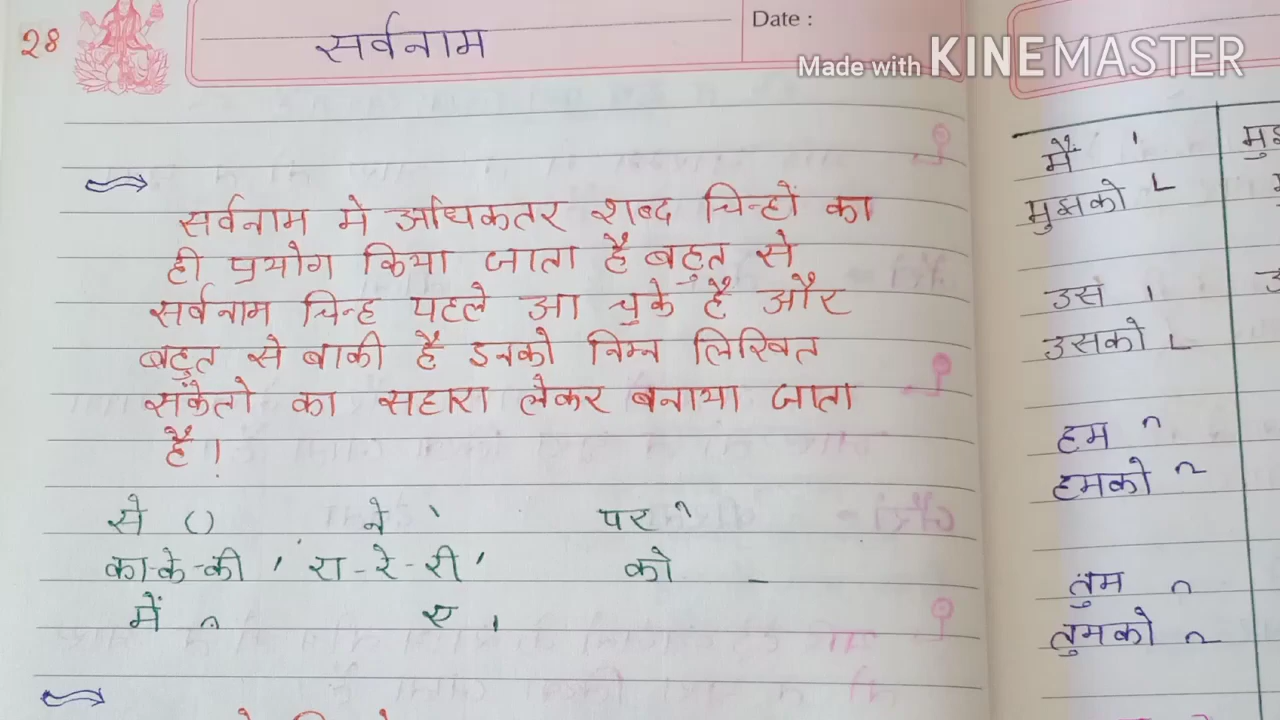 28
सर्वनाम
Date :
Made with KINEMASTER
सर्वनाम मे अधिकतर शब्द चिन्हों का
ही प्रयोग किया जाता है बहुत से
सर्वनाम चिन्ह पहले आ चुके है और
बहुत से बाकी है इनको निम्न लिखित
संकेतो का सहारा लेकर बनाया जाता
है।
से () ने ` पर
का-के-की ' रा-रे-री ' को _
में ए
मैं
मुझको
उस
उसको
हम
हमको
तुम
तुमको